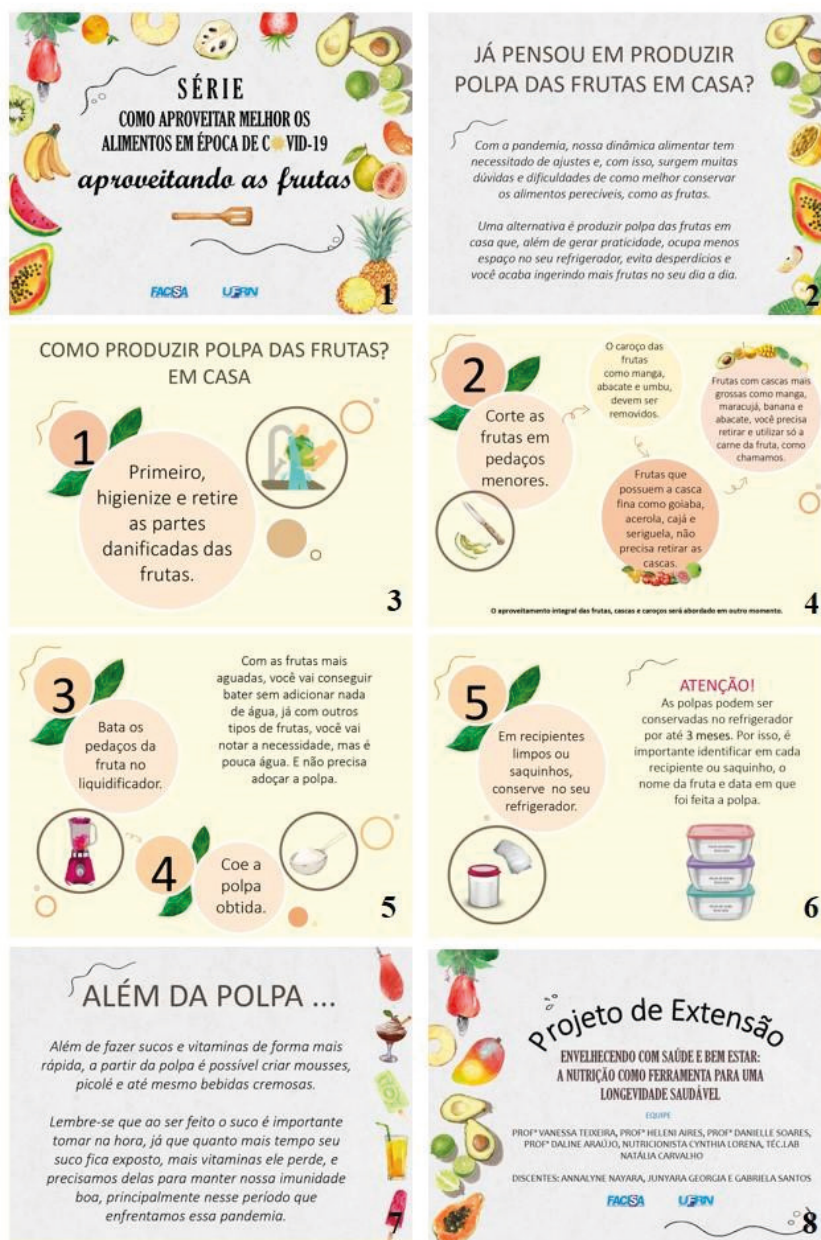 SÉRIE
COMO APROVEITAR MELHOR OS
ALIMENTOS EM ÉPOCA DE COVID-19
aproveitando as frutas
FACISA UFRN
1
JÁ PENSOU EM PRODUZIR
POLPA DAS FRUTAS EM CASA?
Com a pandemia, nossa dinâmica alimentar tem
necessitado de ajustes e, com isso, surgem muitas
dúvidas e dificuldades de como melhor conservar
os alimentos perecíveis, como as frutas.
Uma alternativa é produzir polpa das frutas em
casa que, além de gerar praticidade, ocupa menos
espaço no seu refrigerador, evita desperdícios e
você acaba ingerindo mais frutas no seu dia a dia.
2
COMO PRODUZIR POLPA DAS FRUTAS?
EM CASA
1
Primeiro,
higienize e retire
as partes
danificadas das
frutas.
3
2
Corte as
frutas em
pedaços
menores.
O caroço das
frutas
como manga,
abacate e umbu,
devem ser
removidos.
Frutas que
possuem a casca
fina como goiaba,
acerola, cajá e
seriguela, não
precisa retirar as
cascas.
Frutas com cascas mais
grossas como manga,
maracujá, banana e
abacate, você precisa
retirar e utilizar só a
carne da fruta, como
chamamos.
O aproveitamento integral das frutas, cascas e caroços será abordado em outro momento.
4
3
Bata os
pedaços da
fruta no
liquidificador.
Com as frutas mais
aguadas, você vai conseguir
bater sem adicionar nada
de água, já com outros
tipos de frutas, você vai
notar a necessidade, mas é
pouca água. E não precisa
adoçar a polpa.
4
Coe a
polpa
obtida.
5
5
Em recipientes
limpos ou
saquinhos,
conserve no seu
refrigerador.
ATENÇÃO!
As polpas podem ser
conservadas no refrigerador
por até 3 meses. Por isso, é
importante identificar em cada
recipiente ou saquinho, o
nome da fruta e data em que
foi feita a polpa.
6
ALÉM DA POLPA ...
Além de fazer sucos e vitaminas de forma mais
rápida, a partir da polpa é possível criar mousses,
picolé e até mesmo bebidas cremosas.
Lembre-se que ao ser feito o suco é importante
tomar na hora, já que quanto mais tempo seu
suco fica exposto, mais vitaminas ele perde, e
precisamos delas para manter nossa imunidade
boa, principalmente nesse período que
enfrentamos essa pandemia.
7
Projeto de Extensão
ENVELHECENDO COM SAÚDE E BEM ESTAR:
A NUTRIÇÃO COMO FERRAMENTA PARA UMA
LONGEVIDADE SAUDÁVEL
EQUIPE
PROFª VANESSA TEIXEIRA, PROFª HELENI AIRES, PROFª DANIELLE SOARES,
PROFª DALINE ARAÚJO, NUTRICIONISTA CYNTHIA LORENA, TÉC.LAB
NATÁLIA CARVALHO
DISCENTES: ANNALYNE NAYARA, JUNYARA GEORGIA E GABRIELA SANTOS
FACISA UFRN
8